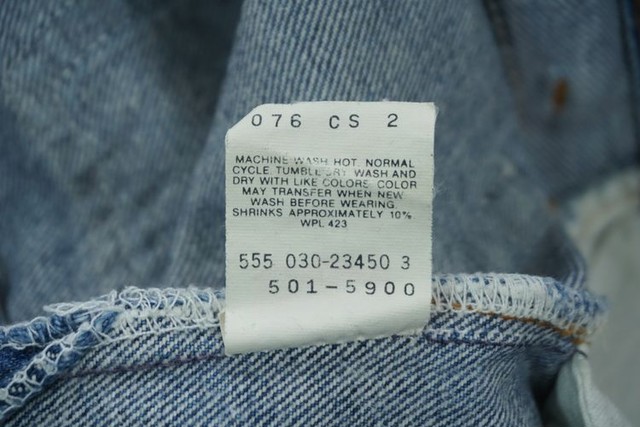 076 CS 2
MACHINE WASH HOT. NORMAL
CYCLE. TUMBLE DRY. WASH AND
DRY WITH LIKE COLORS. COLOR
MAY TRANSFER WHEN NEW
WASH BEFORE WEARING.
SHRINKS APPROXIMATELY 10%
WPL 423
555 030-23450 3
501-5900